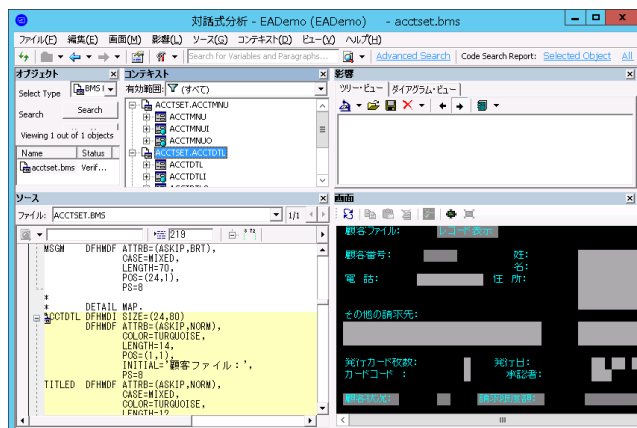 対話式分析 - EADemo (EADemo) - acctset.bms
ファイル(F) 編集(E) 画面(M) 影響(L) ソース(G) コンテキスト(D) ビュー(V) ヘルプ(H)
Search for Variables and Paragraphs... Advanced Search Code Search Report: Selected Object All
オブジェクト
Select Type BMS I
Search Search
Viewing 1 out of 1 objects
Name Status
acctset.bms Verif...
コンテキスト
有効範囲: (すべて)
ACCTSET.ACCTMNU
ACCTMNU
ACCTMNUI
ACCTMNUO
ACCTSET.ACCTDTL
ACCTDTL
ACCTDTLI
影響
ツリー・ビュー ダイアグラム・ビュー
ソース
ファイル: ACCTSET.BMS 1/1
219
MSGM DFHMDF ATTRB=(ASKIP,BRT),
CASE=MIXED,
LENGTH=70,
POS=(24,1),
PS=8
*
* DETAIL MAP.
ACCTDTL DFHMDI SIZE=(24,80)
DFHMDF ATTRB=(ASKIP,NORM),
COLOR=TURQUOISE,
LENGTH=14,
POS=(1,1),
INITIAL='顧客ファイル:',
PS=8
TITLED DFHMDF ATTRB=(ASKIP,NORM),
CASE=MIXED,
COLOR=TURQUOISE,
LENGTH=12
画面
顧客ファイル: レコード表示
顧客番号: 姓:
名:
電 話: 住 所:
その他の請求先:
発行カード枚数: 発行日:
カードコード : 承認者:
顧客状況: 請求限度額: